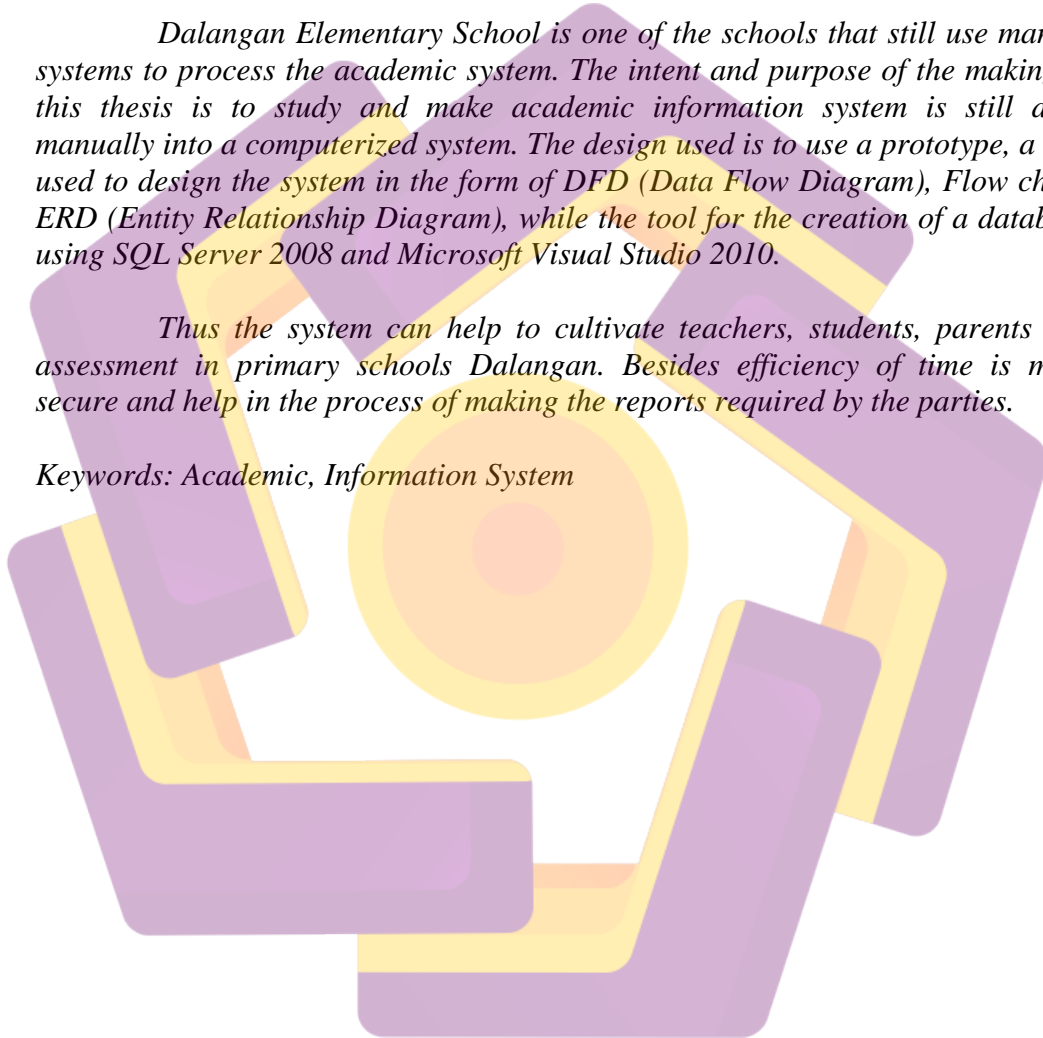 Dalangan Elementary School is one of the schools that still use man
systems to process the academic system. The intent and purpose of the making
this thesis is to study and make academic information system is still a
manually into a computerized system. The design used is to use a prototype, a
used to design the system in the form of DFD (Data Flow Diagram), Flow ch
ERD (Entity Relationship Diagram), while the tool for the creation of a datab
using SQL Server 2008 and Microsoft Visual Studio 2010.
Thus the system can help to cultivate teachers, students, parents
assessment in primary schools Dalangan. Besides efficiency of time is m
secure and help in the process of making the reports required by the parties.
Keywords: Academic, Information System